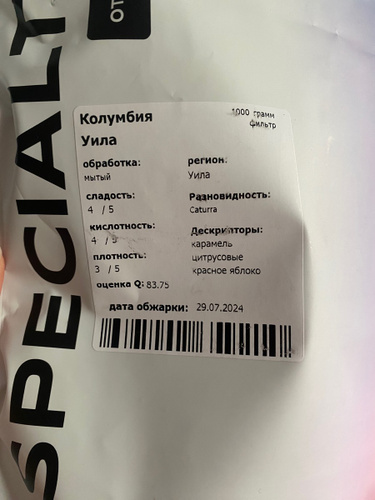 ОТ
SPECIALT
Колумбия
Уила
1000 грамм
фильтр
обработка:
мытый
регион:
Уила
сладость:
4 / 5
Разновидность:
Caturra
кислотность:
4 / 5
Дескрипторы:
карамель
цитрусовые
красное яблоко
плотность:
3 / 5
оценка Q: 83.75
дата обжарки: 29.07.2024